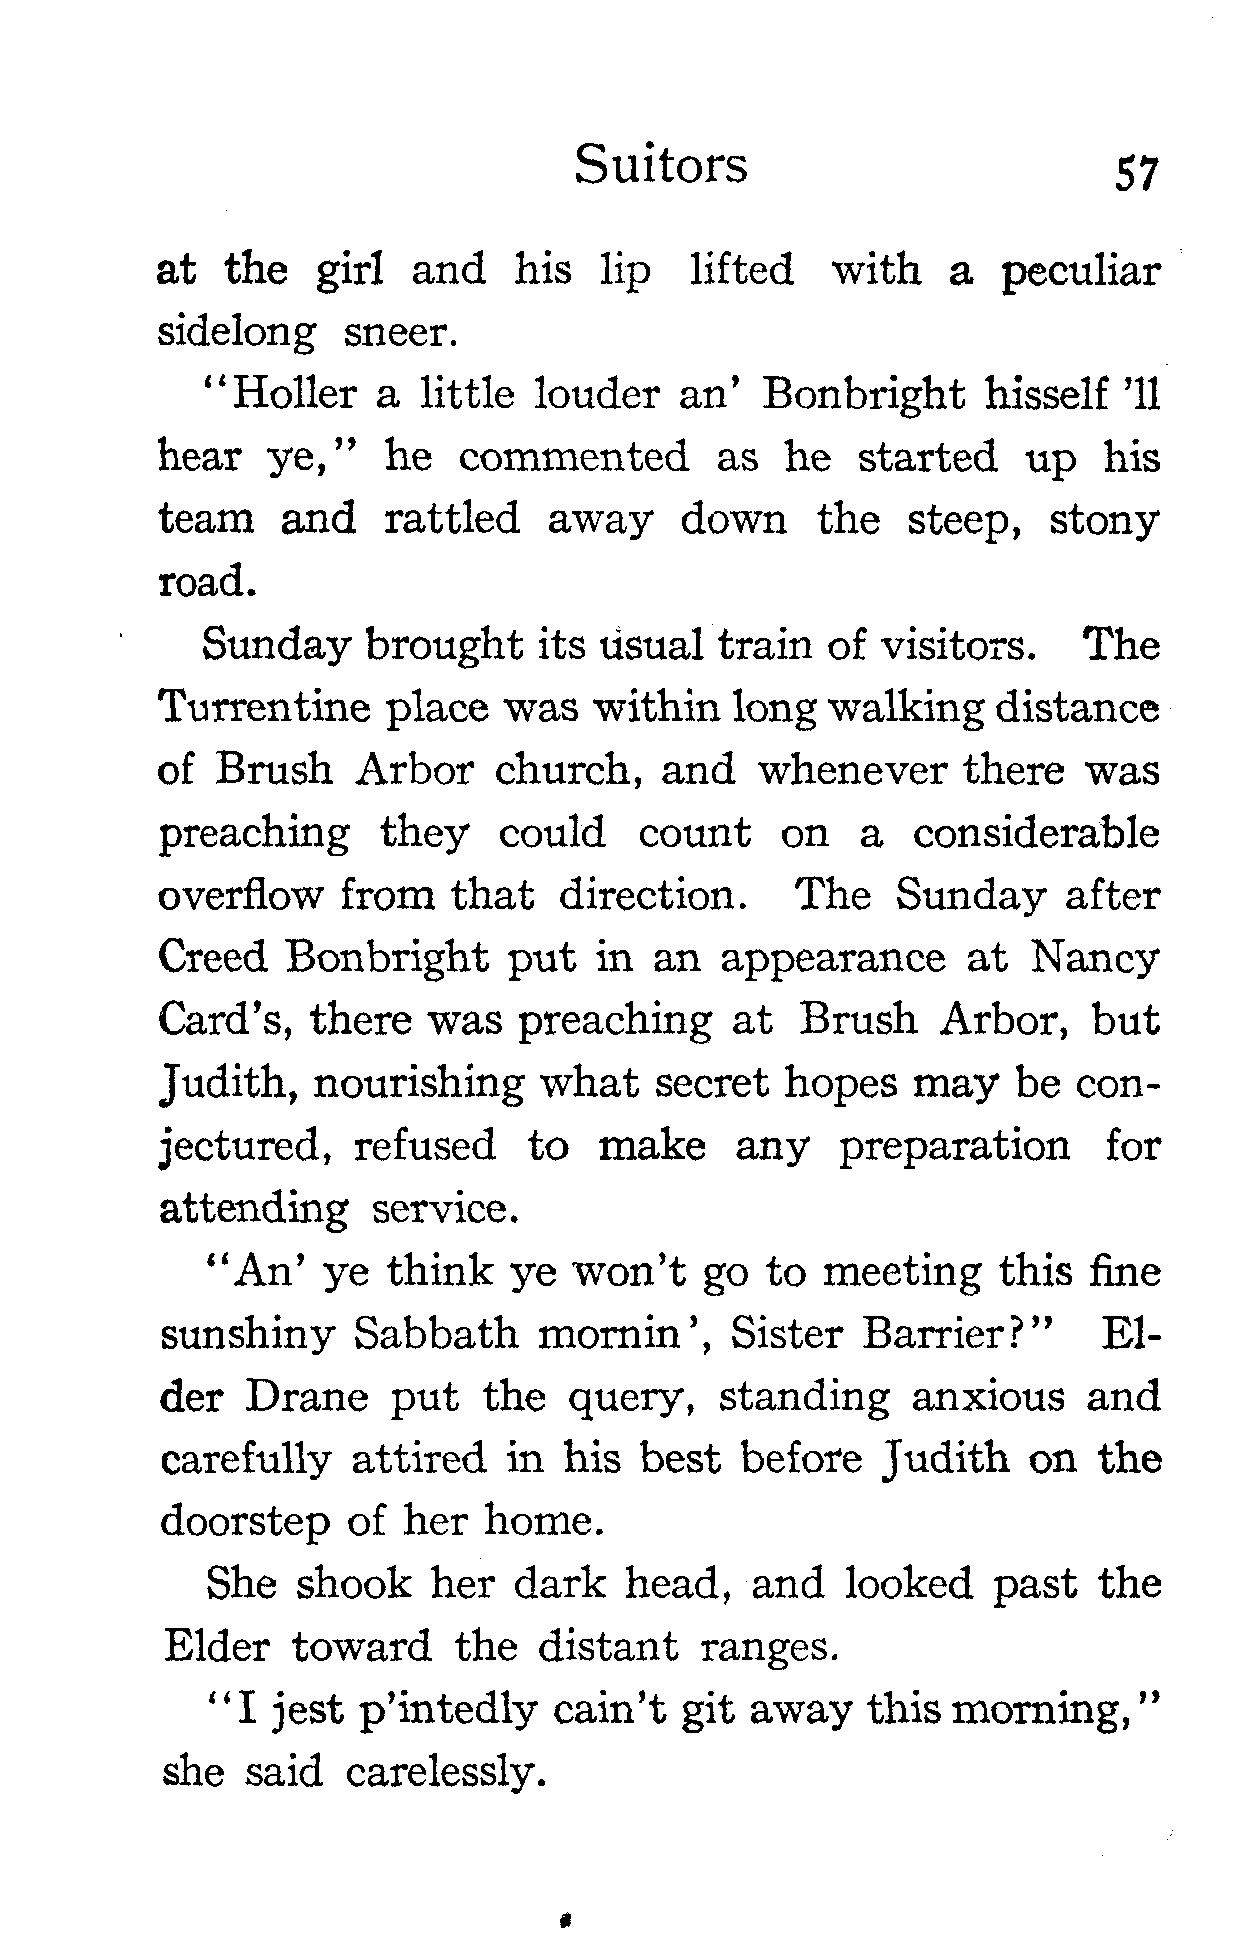 Suitors 57
at the girl and his lip lifted with a peculiar
sidelong sneer.
"Holler a little louder an' Bonbright hisself 'll
hear ye," he commented as he started up his
team and rattled away down the steep, stony
road.
Sunday brought its usual train of visitors. The
Turrentine place was within long walking distance
of Brush Arbor church, and whenever there was
preaching they could count on a considerable
overflow from that direction. The Sunday after
Creed Bonbright put in an appearance at Nancy
Card's, there was preaching at Brush Arbor, but
Judith, nourishing what secret hopes may be con-
jectured, refused to make any preparation for
attending service.
"An' ye think ye won't go to meeting this fine
sunshiny Sabbath mornin', Sister Barrier?" El-
der Drane put the query, standing anxious and
carefully attired in his best before Judith on the
doorstep of her home.
She shook her dark head, and looked past the
Elder toward the distant ranges.
"I jest p'intedly cain't git away this morning,"
she said carelessly.